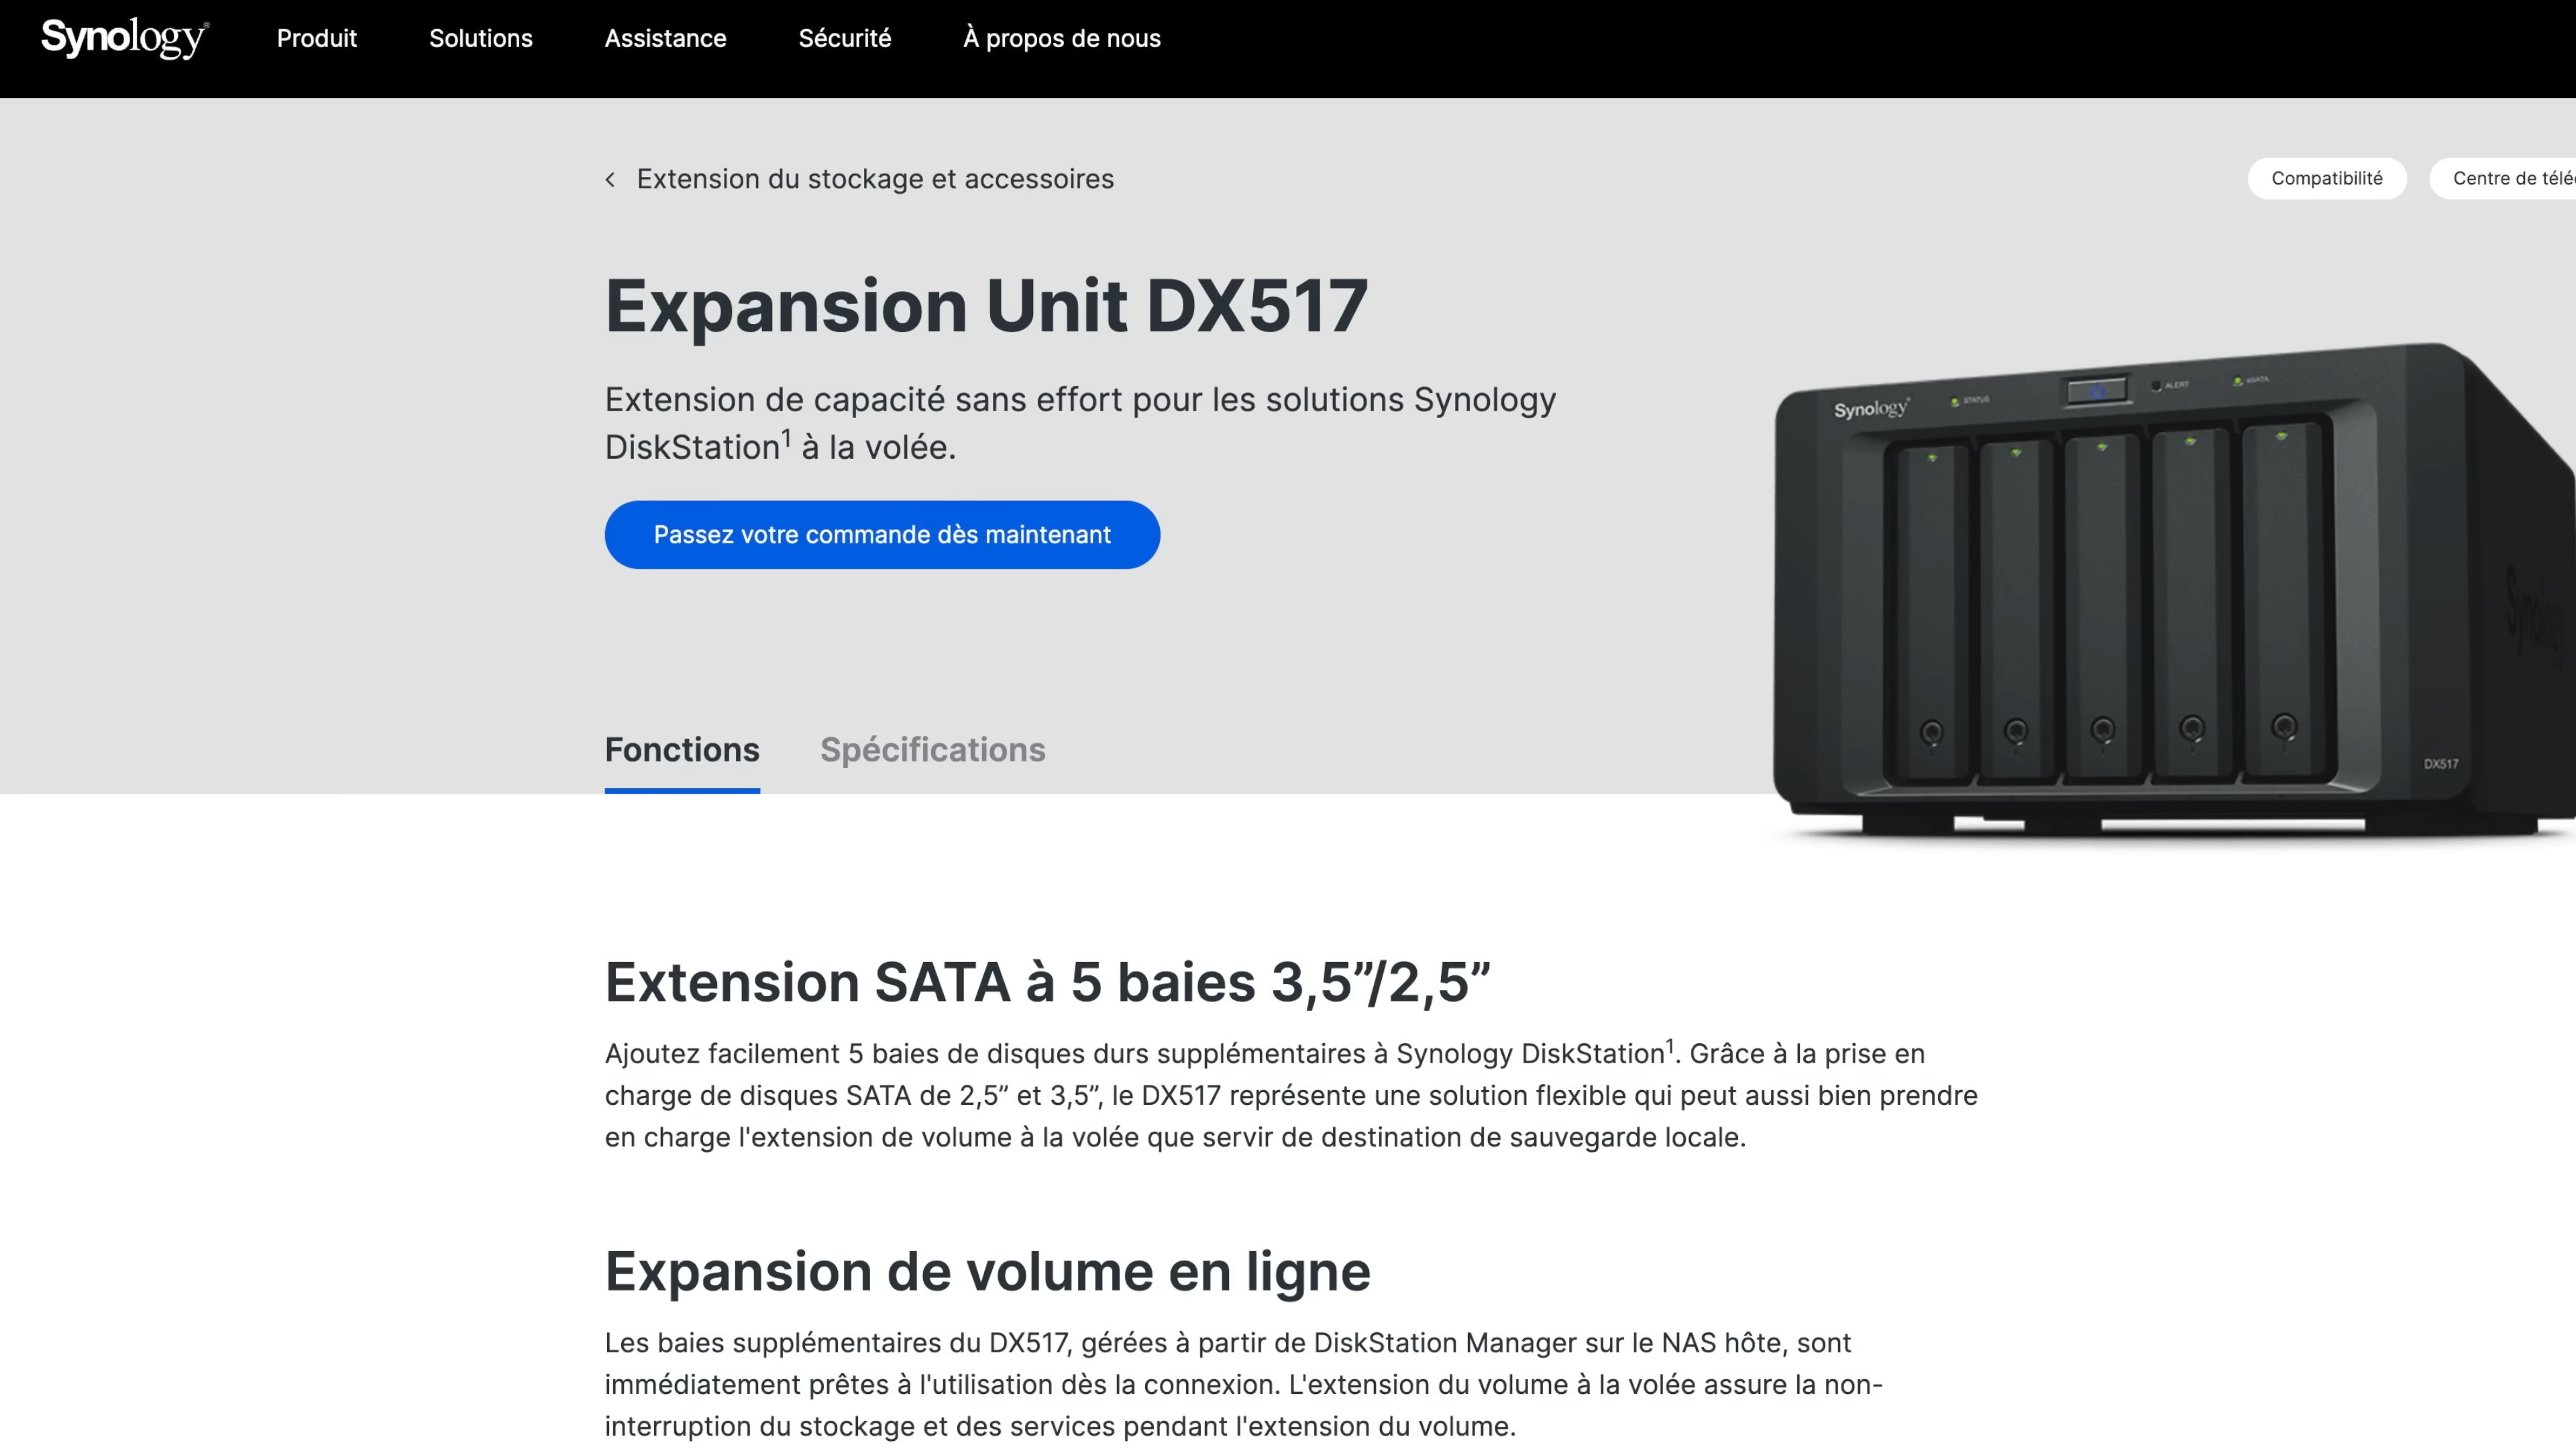 Synology Produit Solutions Assistance Sécurité À propos de nous
Extension du stockage et accessoires
Compatibilité
Centre de
Expansion Unit DX517
Extension de capacité sans effort pour les solutions Synology
DiskStation¹ à la volée.
Passez votre commande dès maintenant
Synology STATUS ALERT eSATA
Synology
DX517
Fonctions Spécifications
Extension SATA à 5 baies 3,5”/2,5”
Ajoutez facilement 5 baies de disques durs supplémentaires à Synology DiskStation¹. Grâce à la prise en
charge de disques SATA de 2,5” et 3,5”, le DX517 représente une solution flexible qui peut aussi bien prendre
en charge l'extension de volume à la volée que servir de destination de sauvegarde locale.
Expansion de volume en ligne
Les baies supplémentaires du DX517, gérées à partir de DiskStation Manager sur le NAS hôte, sont
immédiatement prêtes à l'utilisation dès la connexion. L'extension du volume à la volée assure la non-
interruption du stockage et des services pendant l'extension du volume.